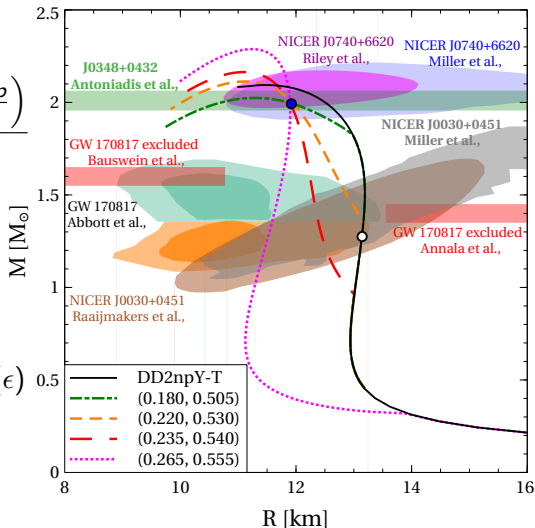 2.5
2
1.5
1
0.5
0
8
10
12
14
16
M [M☉]
R [km]
NICER J0740+6620
Riley et al.,
NICER J0740+6620
Miller et al.,
J0348+0432
Antoniadis et al.,
NICER J0030+0451
Miller et al.,
GW 170817 excluded
Bauswein et al.,
GW 170817
Abbott et al.,
GW 170817 excluded
Annala et al.,
NICER J0030+0451
Raaijmakers et al.,
ϵ)
DD2npY-T
(0.180, 0.505)
(0.220, 0.530)
(0.235, 0.540)
(0.265, 0.555)